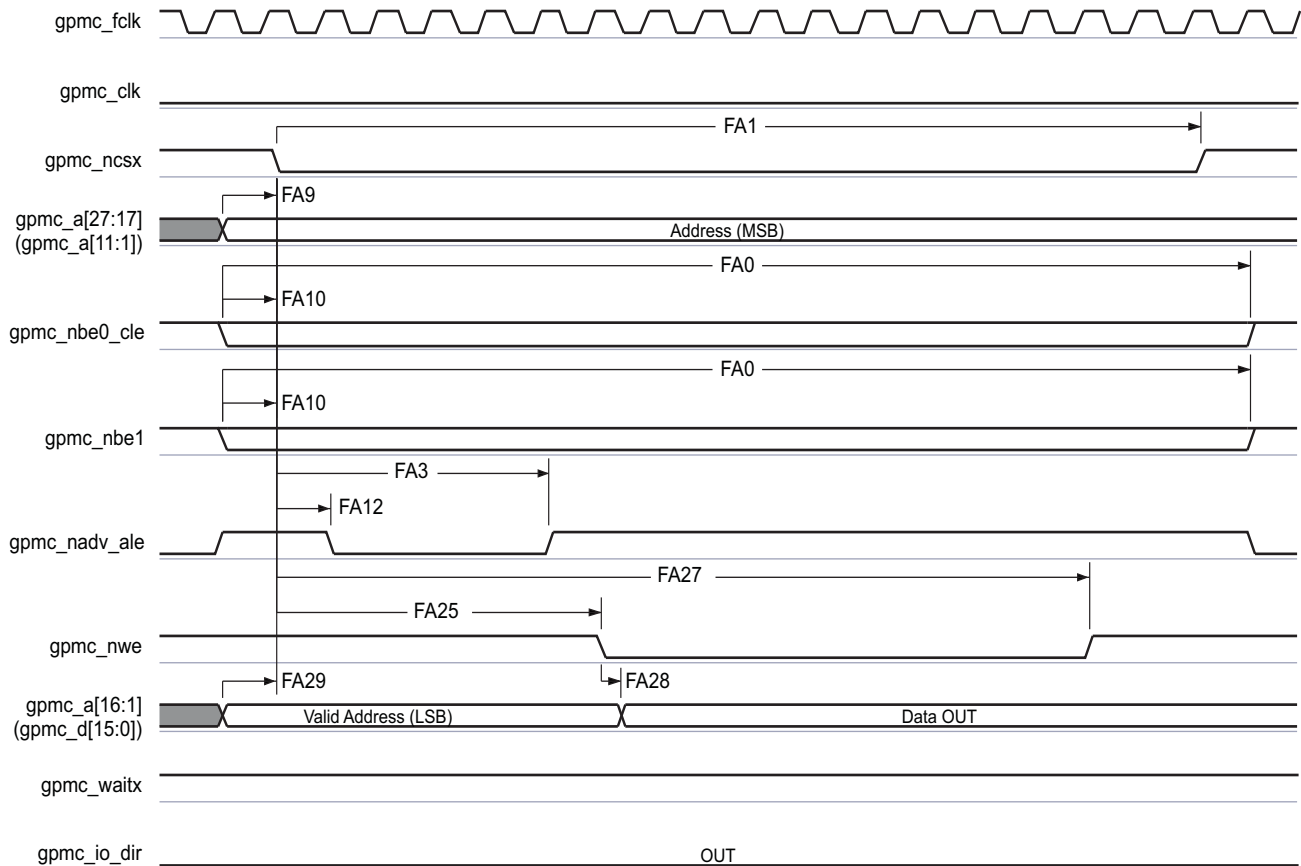 gpmc_fclk
gpmc_clk
FA1
gpmc_ncsx
FA9
gpmc_a[27:17]
(gpmc_a[11:1])
Address (MSB)
FA0
FA10
gpmc_nbe0_cle
FA0
FA10
gpmc_nbe1
FA3
FA12
gpmc_nadv_ale
FA27
FA25
gpmc_nwe
FA29
FA28
gpmc_a[16:1]
(gpmc_d[15:0])
Valid Address (LSB)
Data OUT
gpmc_waitx
gpmc_io_dir
OUT